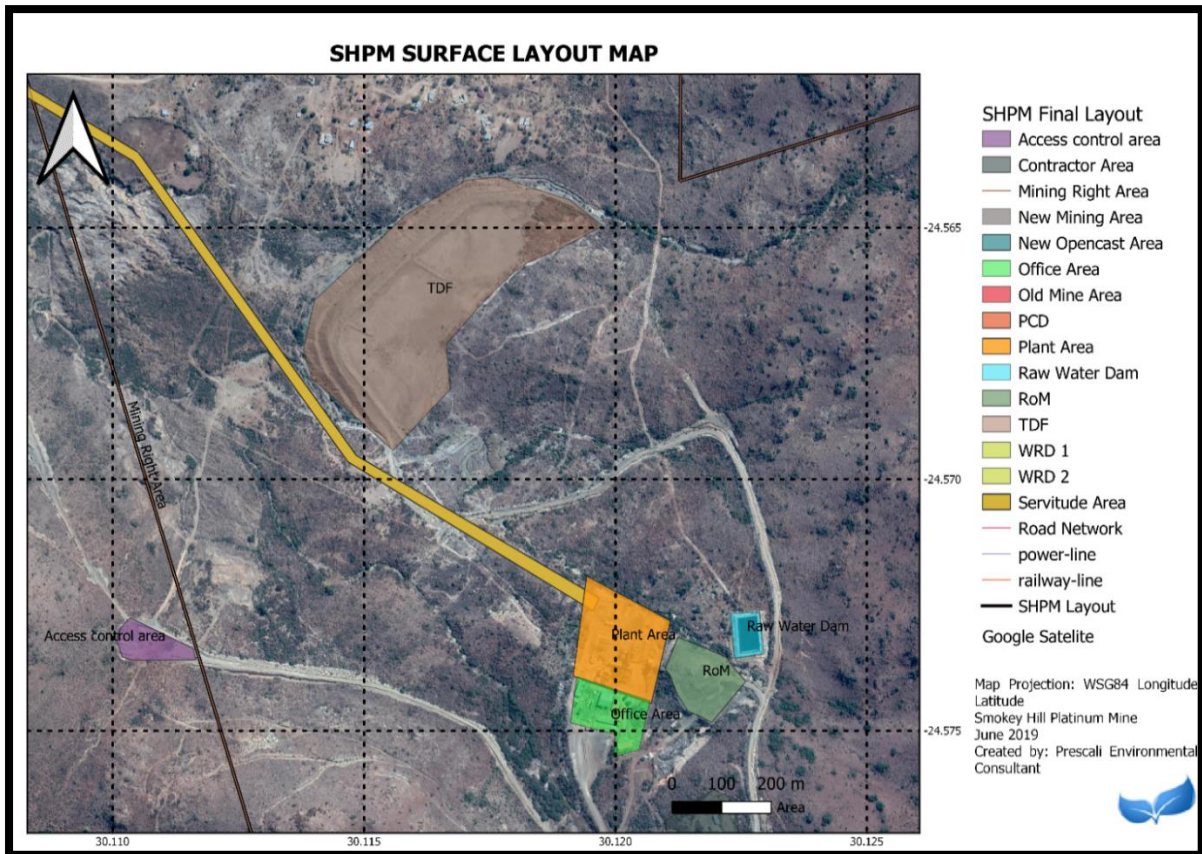 SHPM SURFACE LAYOUT MAP
TDF
Mining Right Area
Access control area
Plant Area
Raw Water Dam
RoM
Office Area
0 100 200 m
Area
-24.565
-24.570
-24.575
30.110 30.115 30.120 30.125
SHPM Final Layout
Access control area
Contractor Area
Mining Right Area
New Mining Area
New Opencast Area
Office Area
Old Mine Area
PCD
Plant Area
Raw Water Dam
RoM
TDF
WRD 1
WRD 2
Servitude Area
Road Network
power-line
railway-line
SHPM Layout
Google Satelite
Map Projection: WSG84 Longitude
Latitude
Smokey Hill Platinum Mine
June 2019
Created by: Prescali Environmental
Consultant